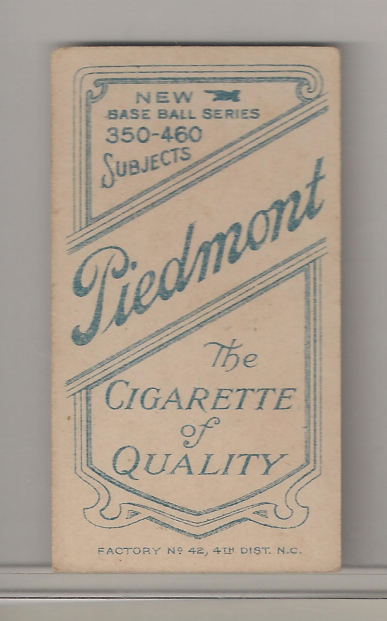 NEW
BASE BALL SERIES
350-460
SUBJECTS
Piedmont
The
CIGARETTE
of
QUALITY
FACTORY Nº 42, 4TH DIST. N.C.